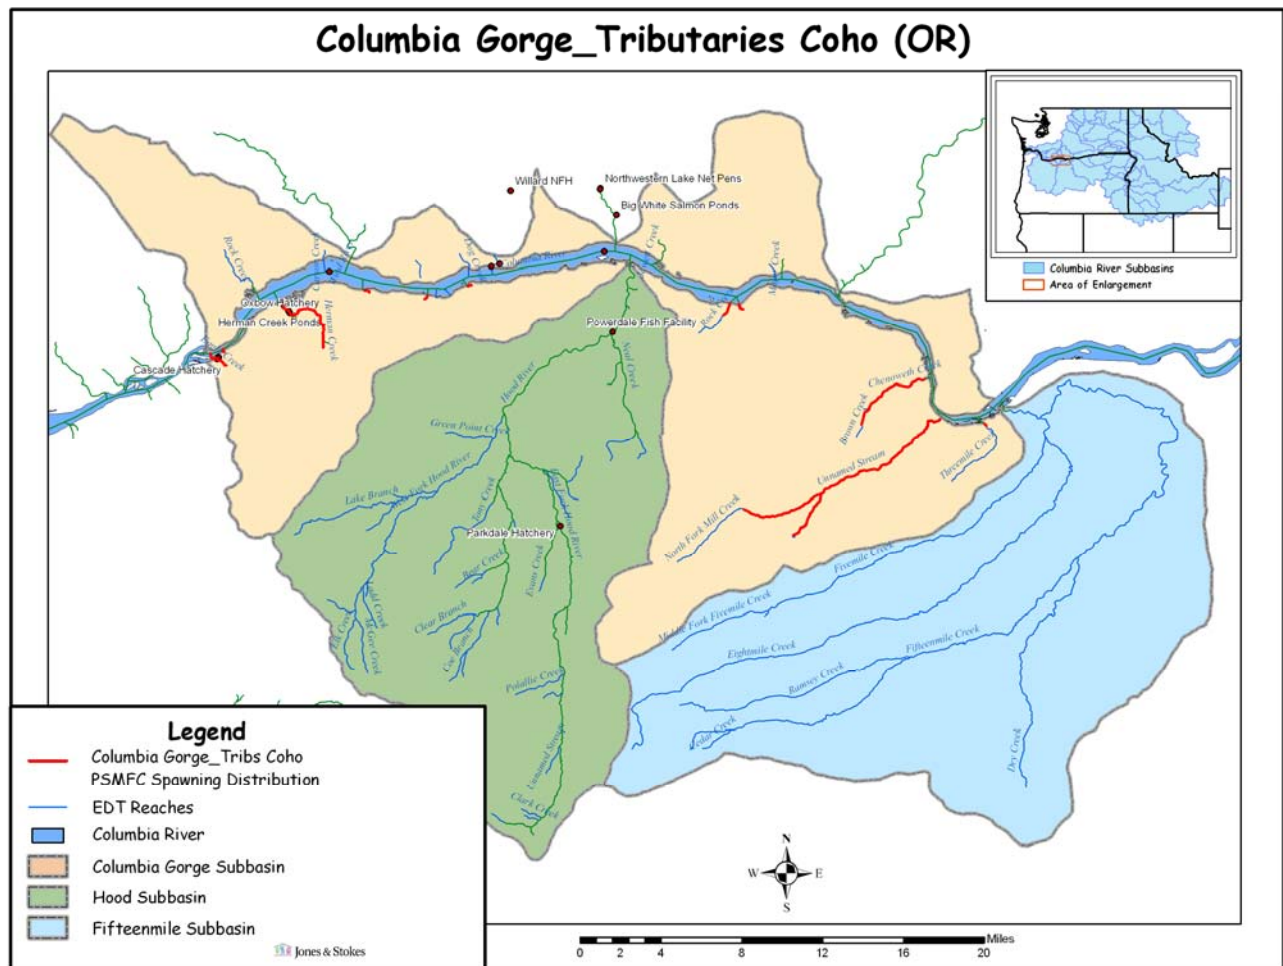 Columbia Gorge_Tributaries Coho (OR)
Columbia River Subbasins
Area of Enlargement
Willard NFH
Northwestern Lake Net Pens
Big White Salmon Ponds
Columbia River
Rock Creek
Oxbow Hatchery
Herman Creek Ponds
Herman Creek
Cascade Hatchery
Powerdale Fish Facility
Neal Creek
Hood River
Green Point Creek
Lake Branch
Tony Creek
Parkdale Hatchery
Bear Creek
Evans Creek
Clear Branch
Coe Branch
McGee Creek
Polallie Creek
Unnamed Stream
Clark Creek
Chenoweth Creek
Brown Creek
Unnamed Stream
Threemile Creek
North Fork Mill Creek
Fivemile Creek
Middle Fork Fivemile Creek
Eightmile Creek
Fifteenmile Creek
Ramsey Creek
Dry Creek
Legend
Columbia Gorge_Tribs Coho
PSMFC Spawning Distribution
EDT Reaches
Columbia River
Columbia Gorge Subbasin
Hood Subbasin
Fifteenmile Subbasin
Jones & Stokes
N
W E
S
0 2 4 8 12 16 20
Miles